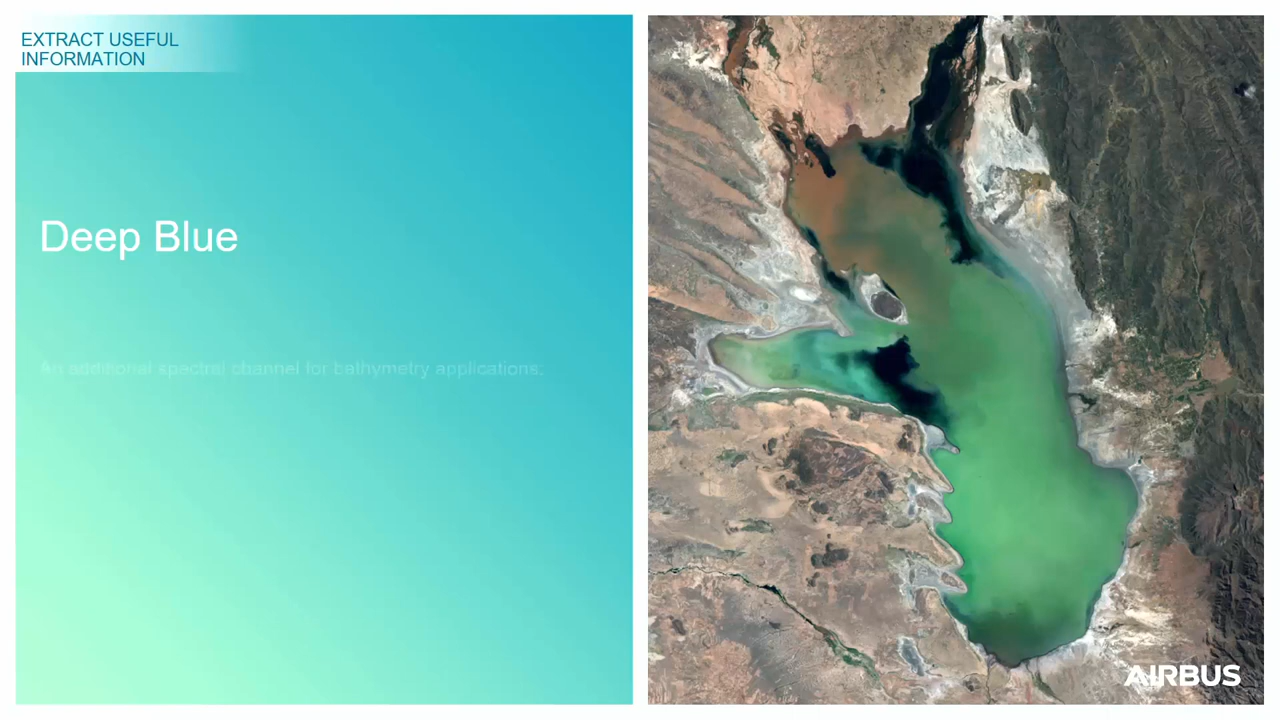 EXTRACT USEFUL
INFORMATION
Deep Blue
An additional spectral channel for bathymetry applications.
AIRBUS